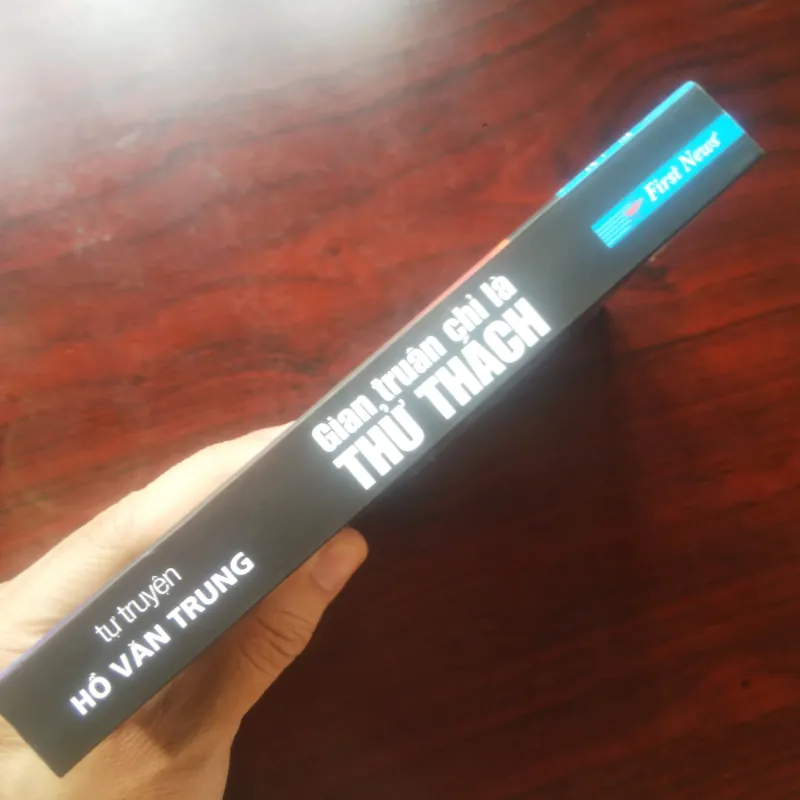 tự truyện
HỒ VĂN TRUNG
Gian truân chỉ là
THỬ THÁCH
First News